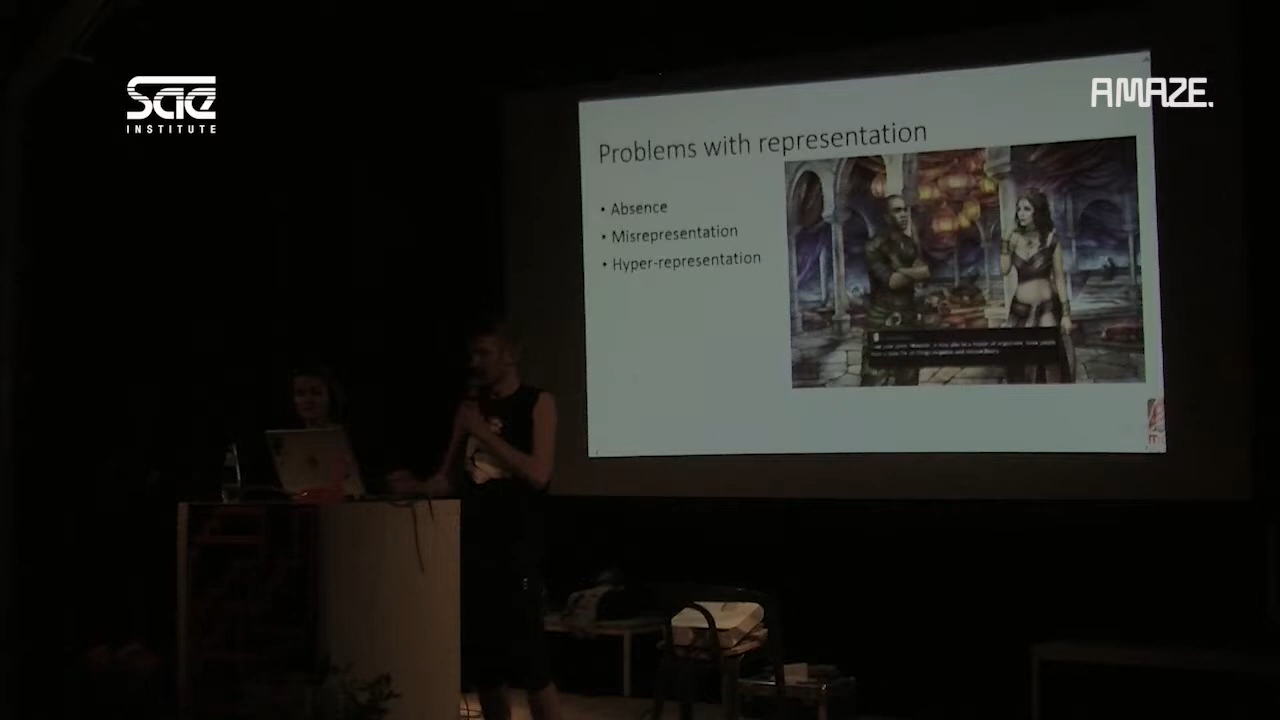 Sae
INSTITUTE
AMAZE.
Problems with representation
• Absence
• Misrepresentation
• Hyper-representation